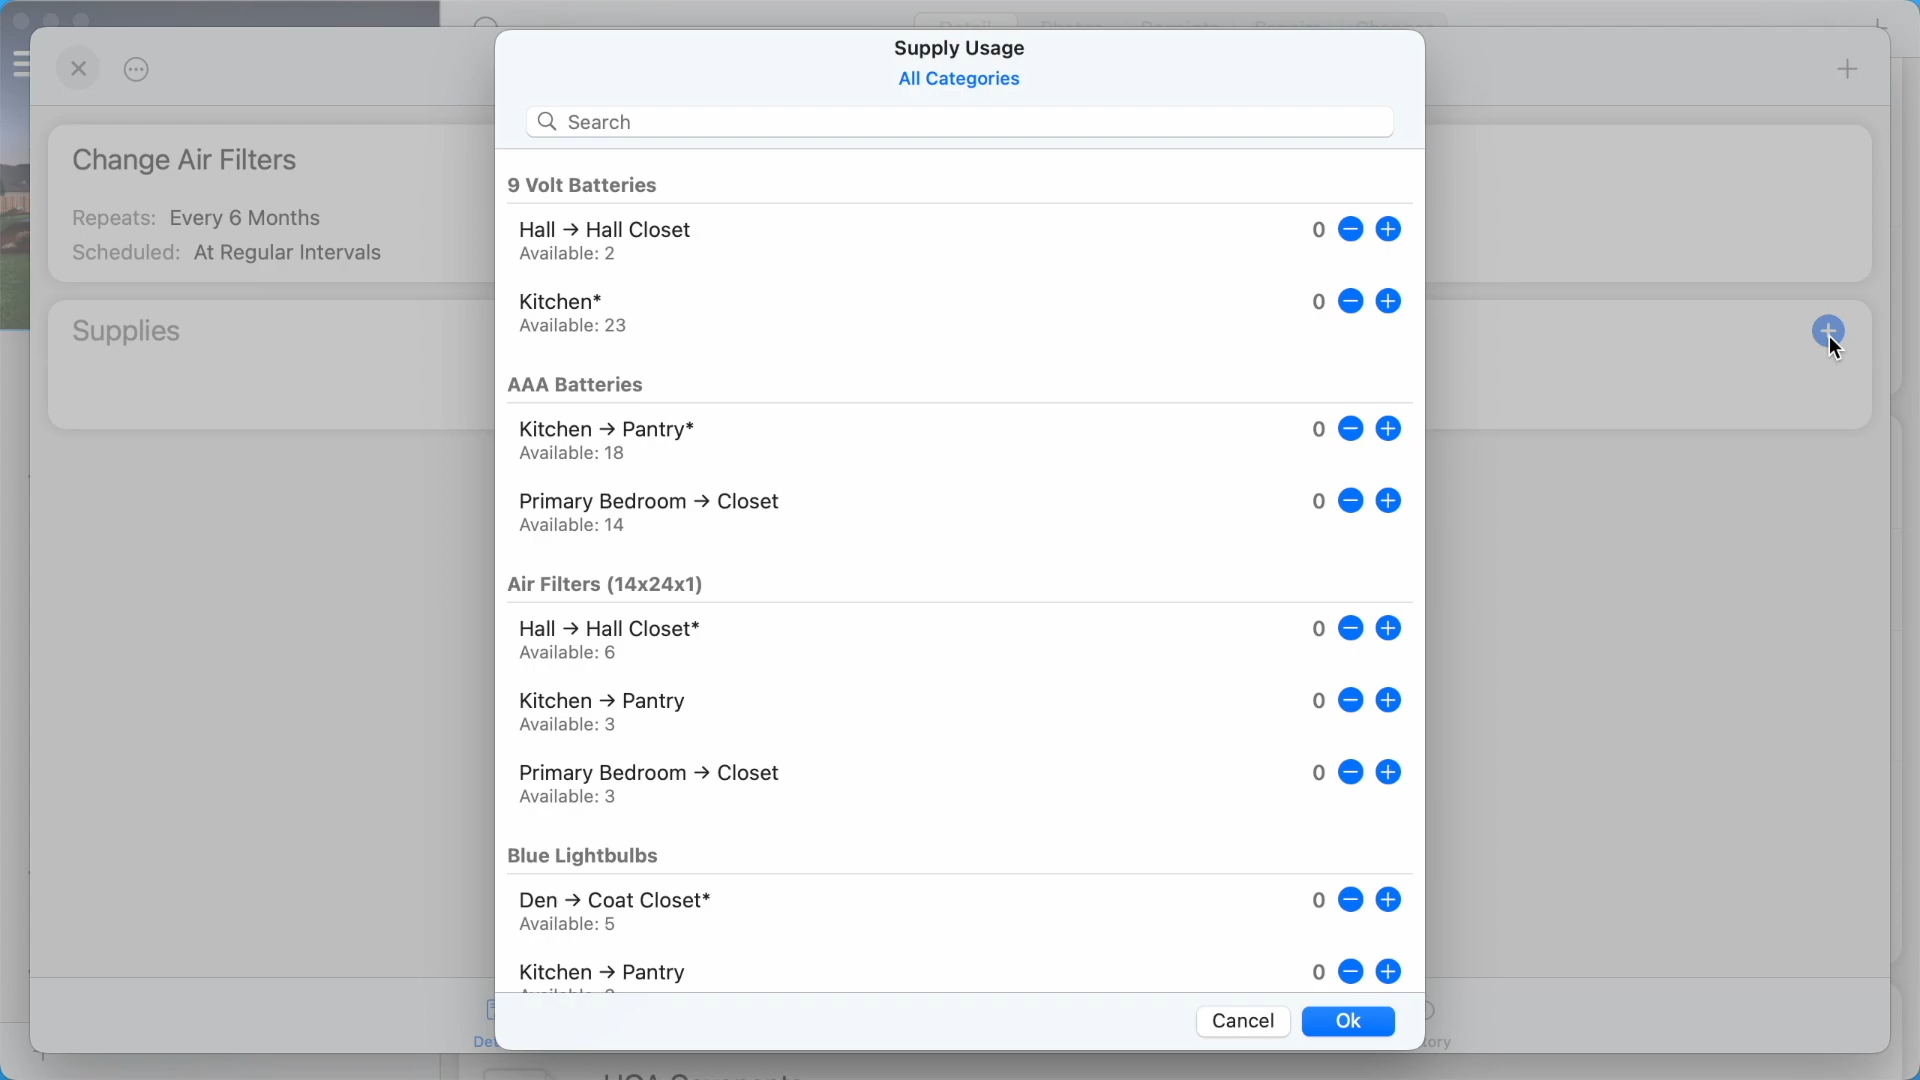 Supply Usage
All Categories
Search
Change Air Filters
Repeats: Every 6 Months
Scheduled: At Regular Intervals
Supplies
9 Volt Batteries
Hall → Hall Closet 0
Available: 2
Kitchen* 0
Available: 23
AAA Batteries
Kitchen → Pantry* 0
Available: 18
Primary Bedroom → Closet 0
Available: 14
Air Filters (14x24x1)
Hall → Hall Closet* 0
Available: 6
Kitchen → Pantry 0
Available: 3
Primary Bedroom → Closet 0
Available: 3
Blue Lightbulbs
Den → Coat Closet* 0
Available: 5
Kitchen → Pantry 0
Cancel Ok